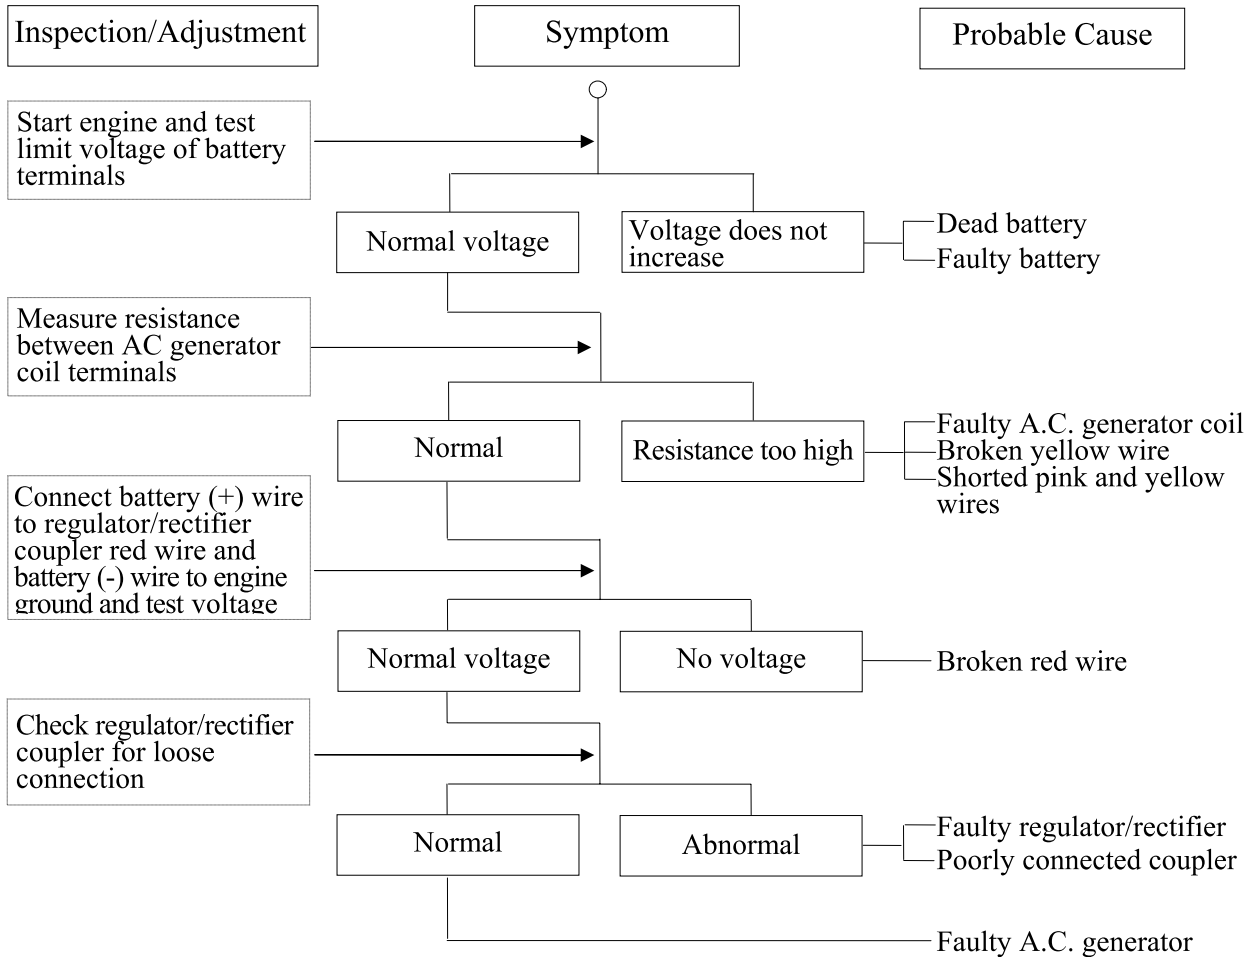 Inspection/Adjustment
Symptom
Probable Cause
Start engine and test
limit voltage of battery
terminals
Normal voltage
Voltage does not
increase
Dead battery
Faulty battery
Measure resistance
between AC generator
coil terminals
Normal
Resistance too high
Faulty A.C. generator coil
Broken yellow wire
Shorted pink and yellow
wires
Connect battery (+) wire
to regulator/rectifier
coupler red wire and
battery (-) wire to engine
ground and test voltage
Normal voltage
No voltage
Broken red wire
Check regulator/rectifier
coupler for loose
connection
Normal
Abnormal
Faulty regulator/rectifier
Poorly connected coupler
Faulty A.C. generator